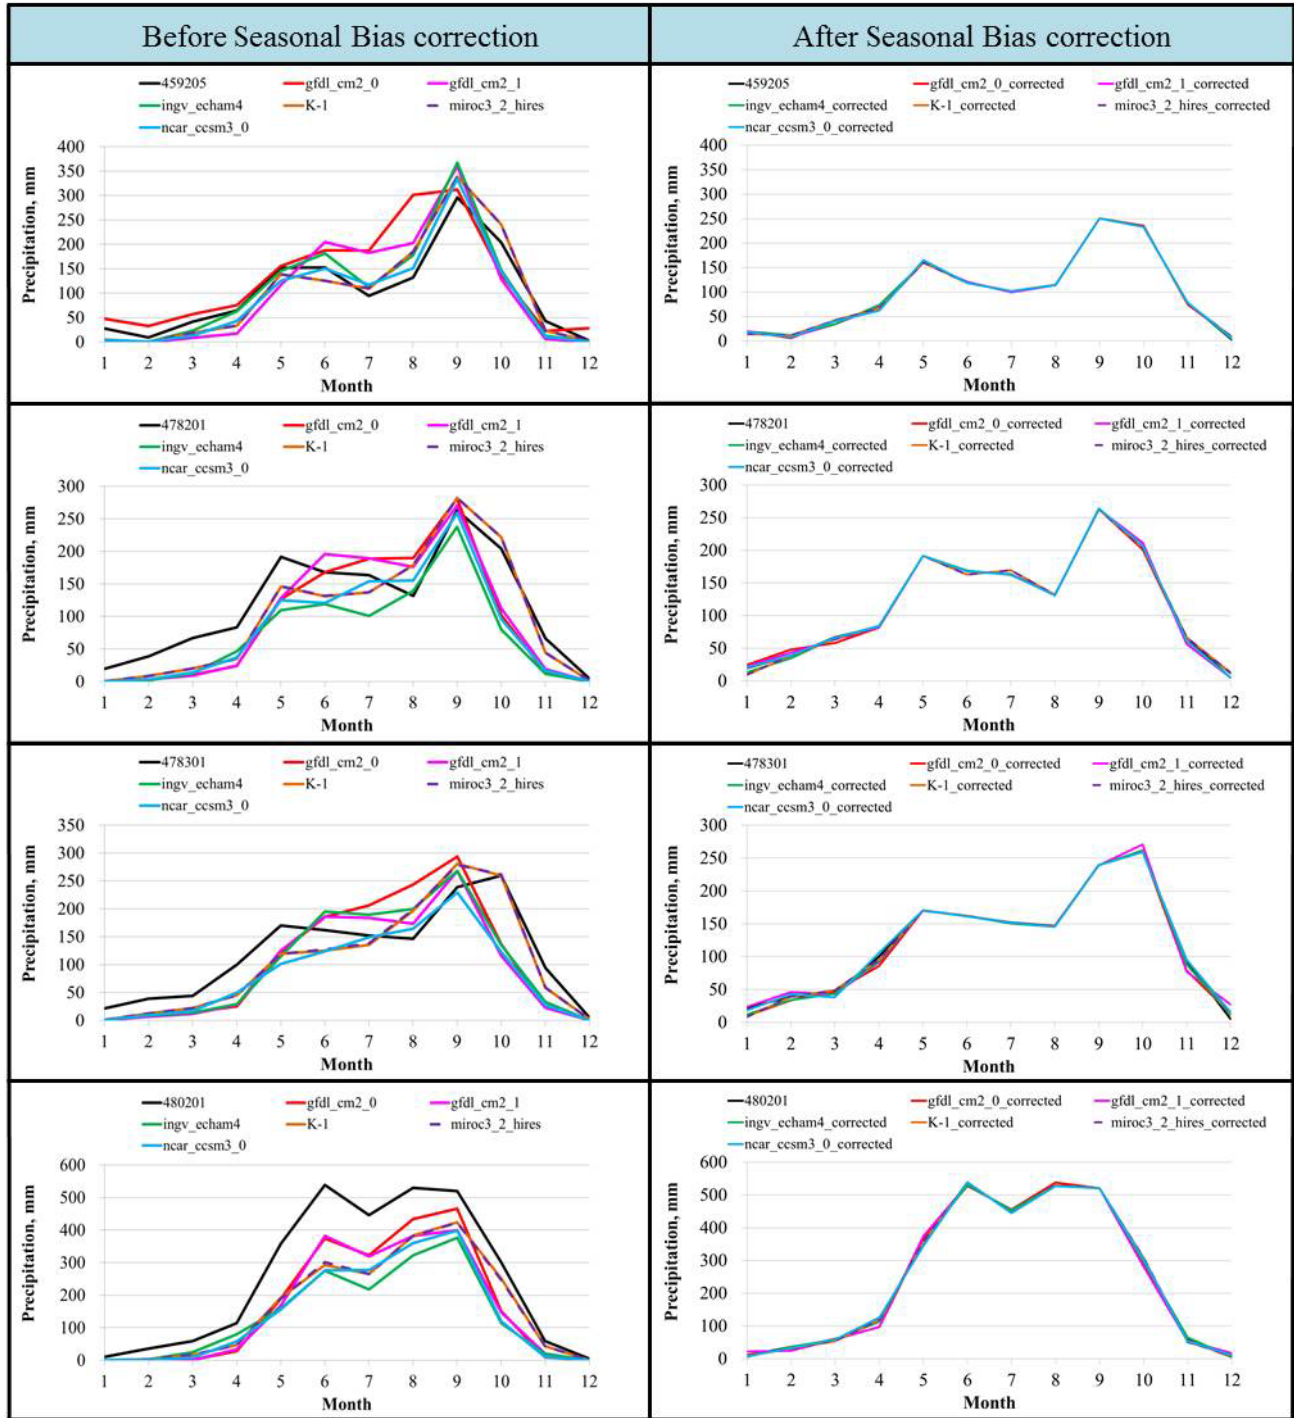 Before Seasonal Bias correction
After Seasonal Bias correction
459205 gfdl_cm2_0 gfdl_cm2_1
ingv_echam4 K-1 miroc3_2_hires
ncar_ccsm3_0
Precipitation, mm
400
350
300
250
200
150
100
50
0
1 2 3 4 5 6 7 8 9 10 11 12
Month
459205 gfdl_cm2_0_corrected gfdl_cm2_1_corrected
ingv_echam4_corrected K-1_corrected miroc3_2_hires_corrected
ncar_ccsm3_0_corrected
Precipitation, mm
400
350
300
250
200
150
100
50
0
1 2 3 4 5 6 7 8 9 10 11 12
Month
478201 gfdl_cm2_0 gfdl_cm2_1
ingv_echam4 K-1 miroc3_2_hires
ncar_ccsm3_0
Precipitation, mm
300
250
200
150
100
50
0
1 2 3 4 5 6 7 8 9 10 11 12
Month
478201 gfdl_cm2_0_corrected gfdl_cm2_1_corrected
ingv_echam4_corrected K-1_corrected miroc3_2_hires_corrected
ncar_ccsm3_0_corrected
Precipitation, mm
300
250
200
150
100
50
0
1 2 3 4 5 6 7 8 9 10 11 12
Month
478301 gfdl_cm2_0 gfdl_cm2_1
ingv_echam4 K-1 miroc3_2_hires
ncar_ccsm3_0
Precipitation, mm
350
300
250
200
150
100
50
0
1 2 3 4 5 6 7 8 9 10 11 12
Month
478301 gfdl_cm2_0_corrected gfdl_cm2_1_corrected
ingv_echam4_corrected K-1_corrected miroc3_2_hires_corrected
ncar_ccsm3_0_corrected
Precipitation, mm
300
250
200
150
100
50
0
1 2 3 4 5 6 7 8 9 10 11 12
Month
480201 gfdl_cm2_0 gfdl_cm2_1
ingv_echam4 K-1 miroc3_2_hires
ncar_ccsm3_0
Precipitation, mm
600
500
400
300
200
100
0
1 2 3 4 5 6 7 8 9 10 11 12
Month
480201 gfdl_cm2_0_corrected gfdl_cm2_1_corrected
ingv_echam4_corrected K-1_corrected miroc3_2_hires_corrected
ncar_ccsm3_0_corrected
Precipitation, mm
600
500
400
300
200
100
0
1 2 3 4 5 6 7 8 9 10 11 12
Month